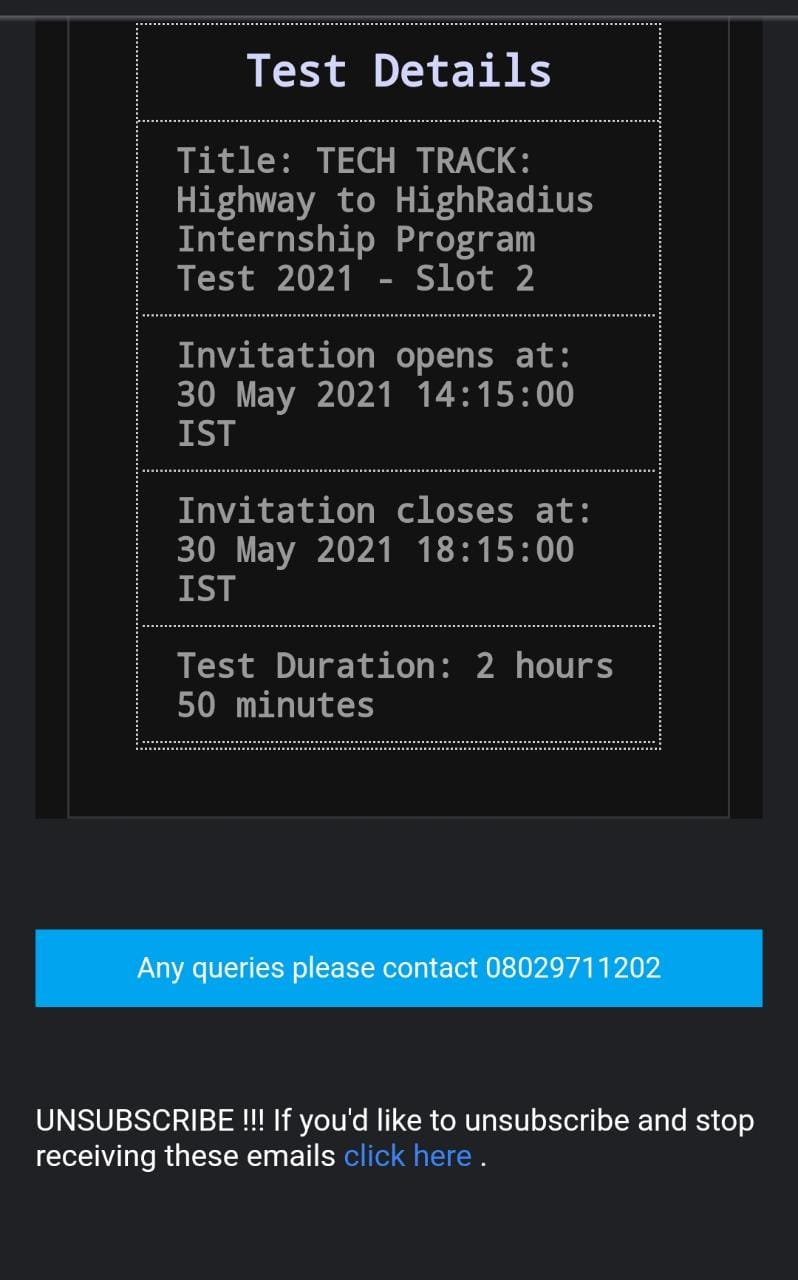 Test Details
Title: TECH TRACK:
Highway to HighRadius
Internship Program
Test 2021 - Slot 2
Invitation opens at:
30 May 2021 14:15:00
IST
Invitation closes at:
30 May 2021 18:15:00
IST
Test Duration: 2 hours
50 minutes
Any queries please contact 08029711202
UNSUBSCRIBE !!! If you'd like to unsubscribe and stop
receiving these emails click here .